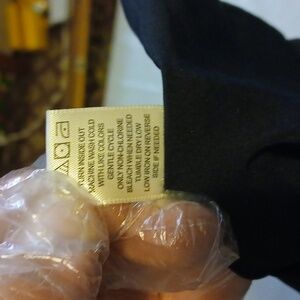 TURN INSIDE OUT
MACHINE WASH COLD
WITH LIKE COLORS
GENTLE CYCLE
ONLY NON-CHLORINE
BLEACH WHEN NEEDED
TUMBLE DRY LOW
LOW IRON ON REVERSE
SIDE IF NEEDED